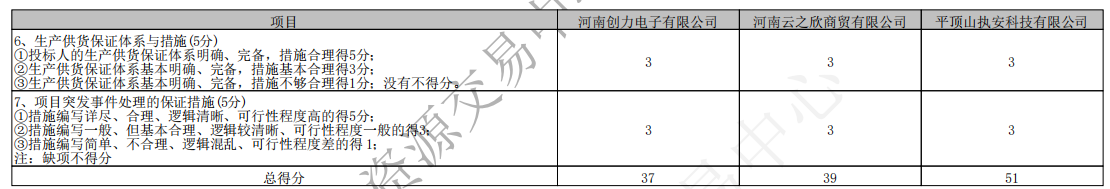 项目 河南创力电子有限公司 河南云之欣商贸有限公司 平顶山执安科技有限公司
6、生产供货保证体系与措施(5分)
①投标人的生产供货保证体系明确、完备，措施合理得5分；
②生产供货保证体系基本明确、完备，措施基本合理得3分；
③生产供货保证体系基本明确、完备，措施不够合理得1分；没有不得分。
3 3 3
7、项目突发事件处理的保证措施(5分)
①措施编写详尽、合理、逻辑清晰、可行性程度高的得5分；
②措施编写一般、但基本合理、逻辑较清晰、可行性程度一般的得3；
③措施编写简单、不合理、逻辑混乱、可行性程度差的得 1；
注：缺项不得分
3 3 3
总得分 37 39 51
资源交易中
易中心